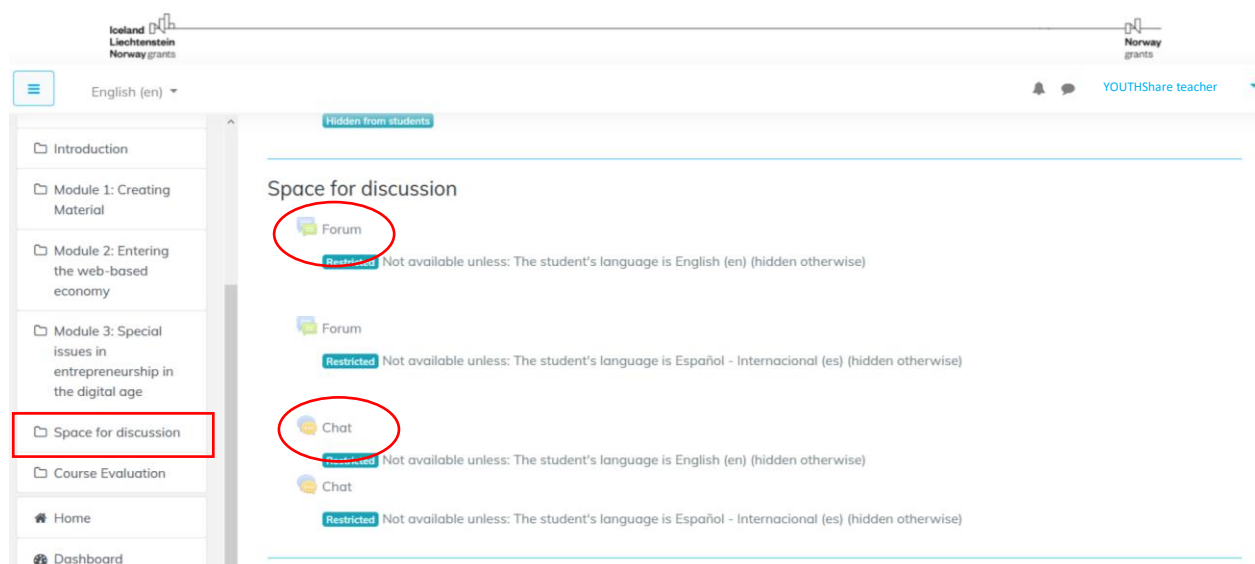 Iceland
Liechtenstein
Norway grants
Norway
grants
English (en)
YOUTHShare teacher
Introduction
Module 1: Creating
Material
Module 2: Entering
the web-based
economy
Module 3: Special
issues in
entrepreneurship in
the digital age
Space for discussion
Course Evaluation
Home
Dashboard
Hidden from students
Space for discussion
Forum
Restricted Not available unless: The student's language is English (en) (hidden otherwise)
Forum
Restricted Not available unless: The student's language is Español - Internacional (es) (hidden otherwise)
Chat
Restricted Not available unless: The student's language is English (en) (hidden otherwise)
Chat
Restricted Not available unless: The student's language is Español - Internacional (es) (hidden otherwise)